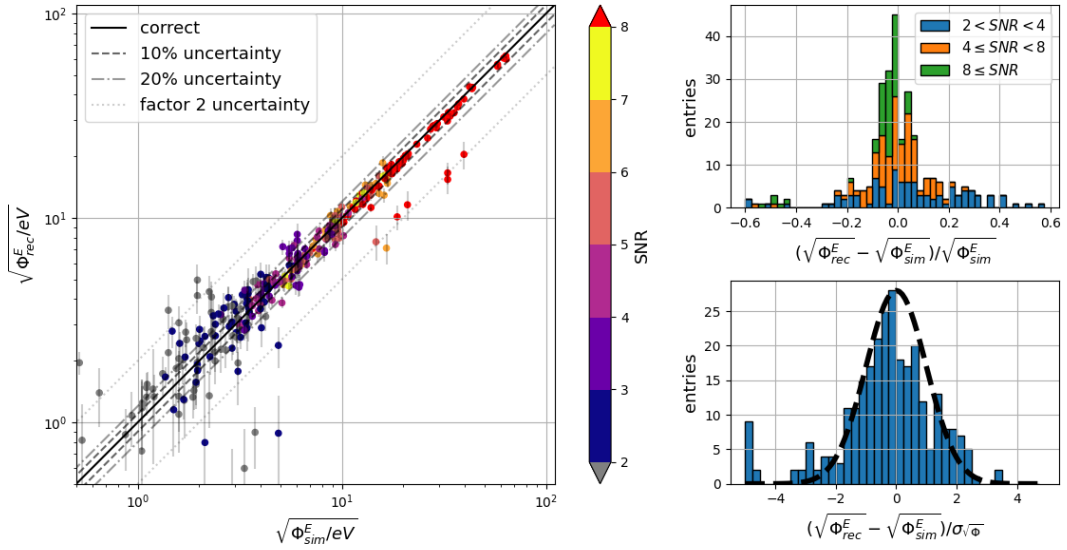 correct
10% uncertainty
20% uncertainty
factor 2 uncertainty
10²
10¹
10⁰
√Φ^E_rec/eV
10⁰
10¹
10²
√Φ^E_sim/eV
8
7
6
5
4
3
2
SNR
2 < SNR < 4
4 ≤ SNR < 8
8 ≤ SNR
40
30
20
10
0
entries
−0.6
−0.4
−0.2
0.0
0.2
0.4
0.6
(√Φ^E_rec − √Φ^E_sim)/√Φ^E_sim
25
20
15
10
5
0
entries
−4
−2
0
2
4
(√Φ^E_rec − √Φ^E_sim)/σ_√Φ